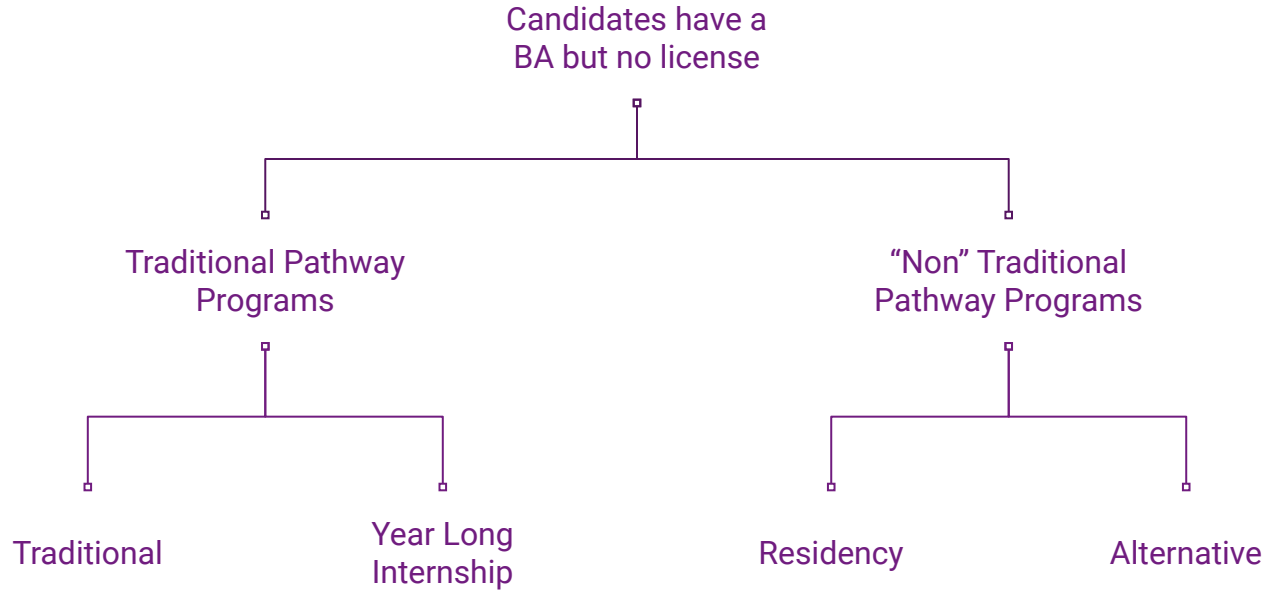 Candidates have a
BA but no license
Traditional Pathway
Programs
“Non” Traditional
Pathway Programs
Traditional
Year Long
Internship
Residency
Alternative